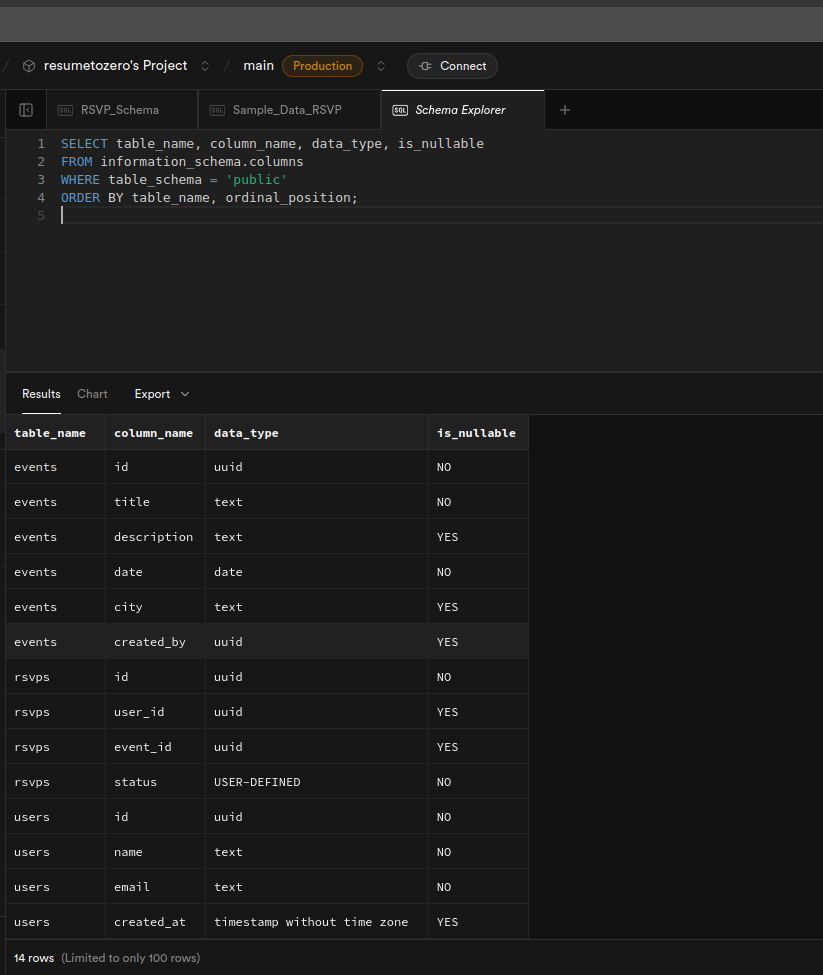 / resumetozero's Project / main Production Connect
SQL RSVP_Schema SQL Sample_Data_RSVP SQL Schema Explorer +
1 SELECT table_name, column_name, data_type, is_nullable
2 FROM information_schema.columns
3 WHERE table_schema = 'public'
4 ORDER BY table_name, ordinal_position;
5
Results Chart Export
table_name column_name data_type is_nullable
events id uuid NO
events title text NO
events description text YES
events date date NO
events city text YES
events created_by uuid YES
rsvps id uuid NO
rsvps user_id uuid YES
rsvps event_id uuid YES
rsvps status USER-DEFINED NO
users id uuid NO
users name text NO
users email text NO
users created_at timestamp without time zone YES
14 rows (Limited to only 100 rows)